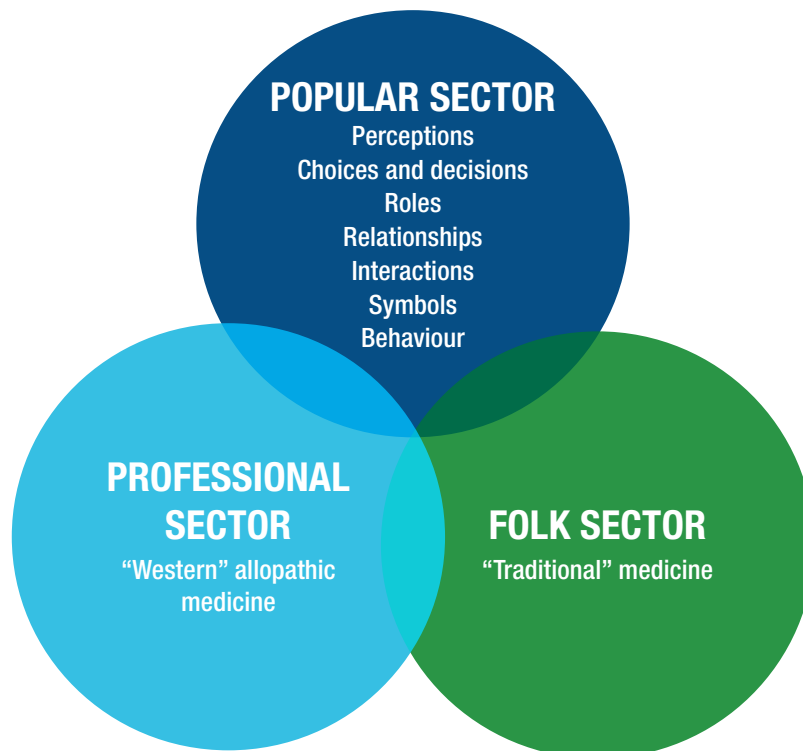 POPULAR SECTOR
Perceptions
Choices and decisions
Roles
Relationships
Interactions
Symbols
Behaviour
PROFESSIONAL
SECTOR
“Western” allopathic
medicine
FOLK SECTOR
“Traditional” medicine